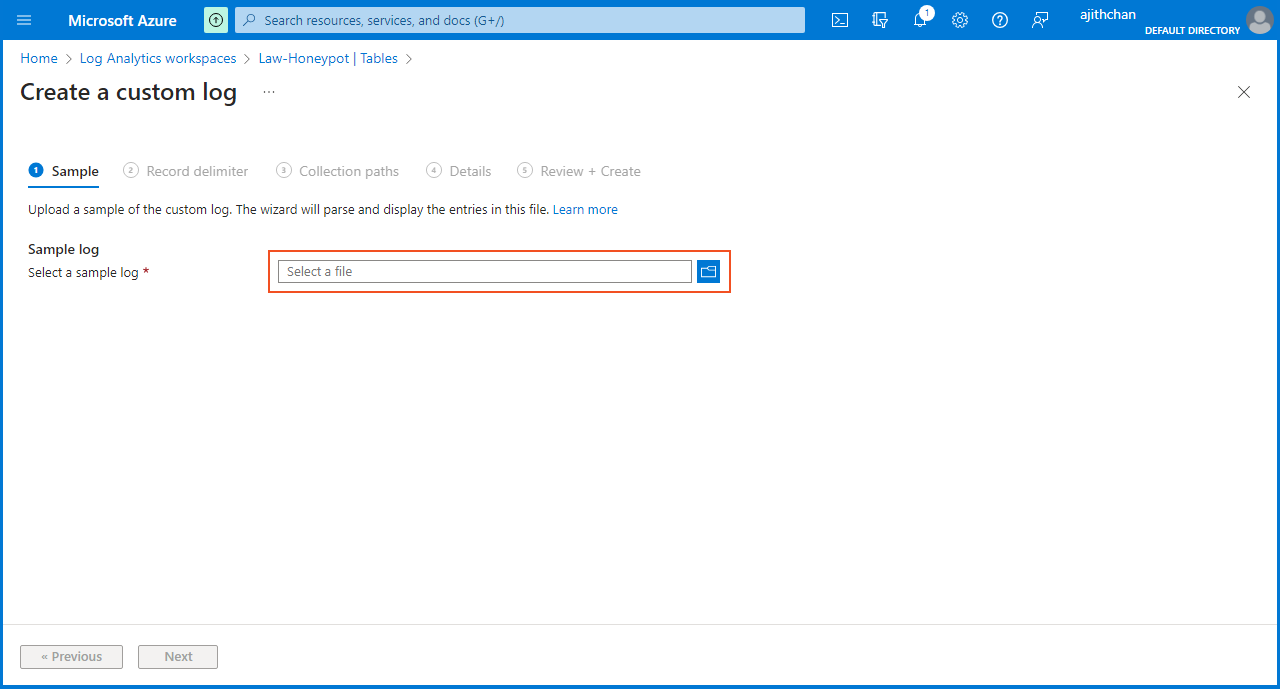 Microsoft Azure
Search resources, services, and docs (G+/)
1
ajithchan
DEFAULT DIRECTORY
Home > Log Analytics workspaces > Law-Honeypot | Tables >
Create a custom log ...
1 Sample 2 Record delimiter 3 Collection paths 4 Details 5 Review + Create
Upload a sample of the custom log. The wizard will parse and display the entries in this file. Learn more
Sample log
Select a sample log *
Select a file
« Previous Next